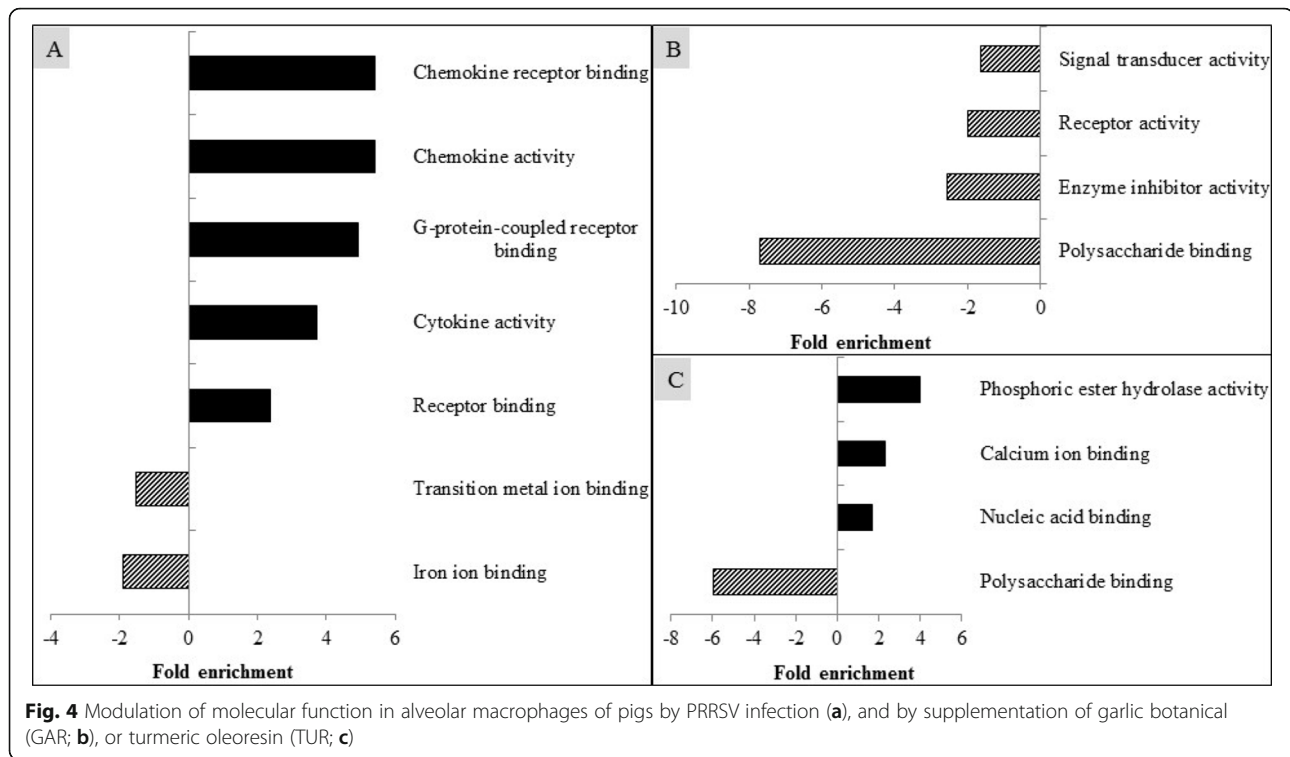 A
Chemokine receptor binding
Chemokine activity
G-protein-coupled receptor
binding
Cytokine activity
Receptor binding
Transition metal ion binding
Iron ion binding
-4 -2 0 2 4 6
Fold enrichment
B
Signal transducer activity
Receptor activity
Enzyme inhibitor activity
Polysaccharide binding
-10 -8 -6 -4 -2 0
Fold enrichment
C
Phosphoric ester hydrolase activity
Calcium ion binding
Nucleic acid binding
Polysaccharide binding
-8 -6 -4 -2 0 2 4 6
Fold enrichment
Fig. 4 Modulation of molecular function in alveolar macrophages of pigs by PRRSV infection (a), and by supplementation of garlic botanical
(GAR; b), or turmeric oleoresin (TUR; c)